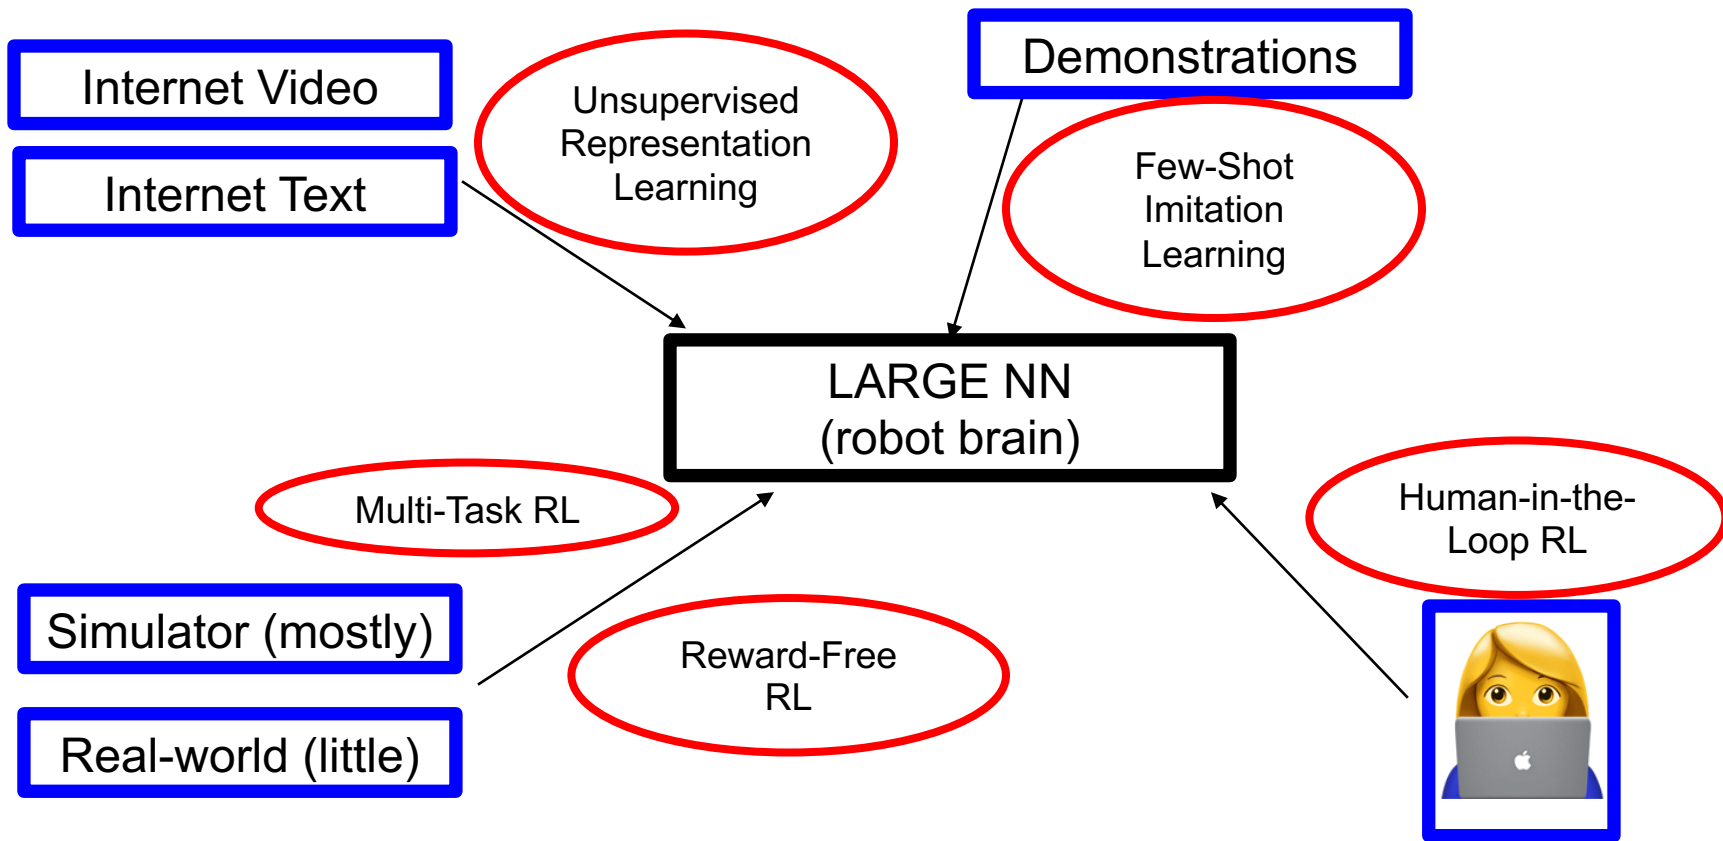 Internet Video
Internet Text
Unsupervised
Representation
Learning
Demonstrations
Few-Shot
Imitation
Learning
LARGE NN
(robot brain)
Multi-Task RL
Human-in-the-
Loop RL
Simulator (mostly)
Real-world (little)
Reward-Free
RL